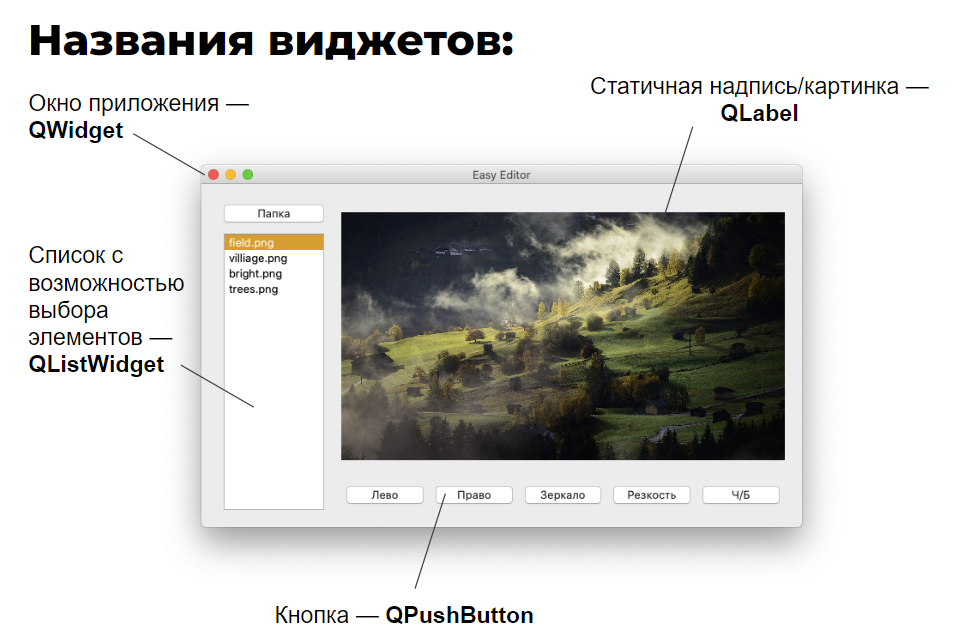 Названия виджетов:
Окно приложения —
QWidget
Статичная надпись/картинка —
QLabel
Easy Editor
Папка
field.png
villiage.png
bright.png
trees.png
Список с
возможностью
выбора
элементов —
QListWidget
Лево Право Зеркало Резкость Ч/Б
Кнопка — QPushButton